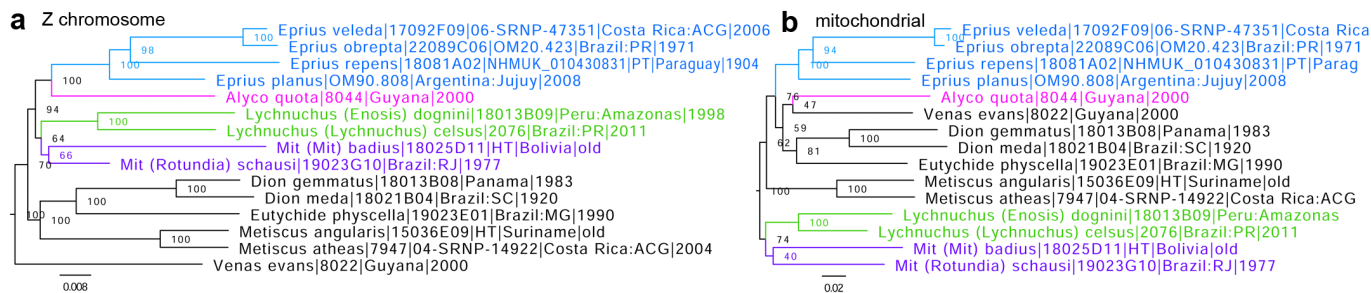 a Z chromosome
Eprius veleda|17092F09|06-SRNP-47351|Costa Rica:ACG|2006
100
Eprius obrepta|22089C06|OM20.423|Brazil:PR|1971
98
Eprius repens|18081A02|NHMUK_010430831|PT|Paraguay|1904
100
100
Eprius planus|OM90.808|Argentina:Jujuy|2008
Alyco quota|8044|Guyana|2000
94
Lychnuchus (Enosis) dognini|18013B09|Peru:Amazonas|1998
100
Lychnuchus (Lychnuchus) celsus|2076|Brazil:PR|2011
64
Mit (Mit) badius|18025D11|HT|Bolivia|old
66
70
Mit (Rotundia) schausi|19023G10|Brazil:RJ|1977
Dion gemmatus|18013B08|Panama|1983
100
Dion meda|18021B04|Brazil:SC|1920
100
100
100
Eutychide physcella|19023E01|Brazil:MG|1990
Metiscus angularis|15036E09|HT|Suriname|old
100
Metiscus atheas|7947|04-SRNP-14922|Costa Rica:ACG|2004
Venas evans|8022|Guyana|2000
0.008
b mitochondrial
Eprius veleda|17092F09|06-SRNP-47351|Costa Rica
100
Eprius obrepta|22089C06|OM20.423|Brazil:PR|1971
94
Eprius repens|18081A02|NHMUK_010430831|PT|Parag
100
Eprius planus|OM90.808|Argentina:Jujuy|2008
76
Alyco quota|8044|Guyana|2000
47
Venas evans|8022|Guyana|2000
59
Dion gemmatus|18013B08|Panama|1983
100
62
Dion meda|18021B04|Brazil:SC|1920
81
Eutychide physcella|19023E01|Brazil:MG|1990
Metiscus angularis|15036E09|HT|Suriname|old
100
100
Metiscus atheas|7947|04-SRNP-14922|Costa Rica:ACG
Lychnuchus (Enosis) dognini|18013B09|Peru:Amazonas
100
Lychnuchus (Lychnuchus) celsus|2076|Brazil:PR|2011
74
Mit (Mit) badius|18025D11|HT|Bolivia|old
40
Mit (Rotundia) schausi|19023G10|Brazil:RJ|1977
0.02